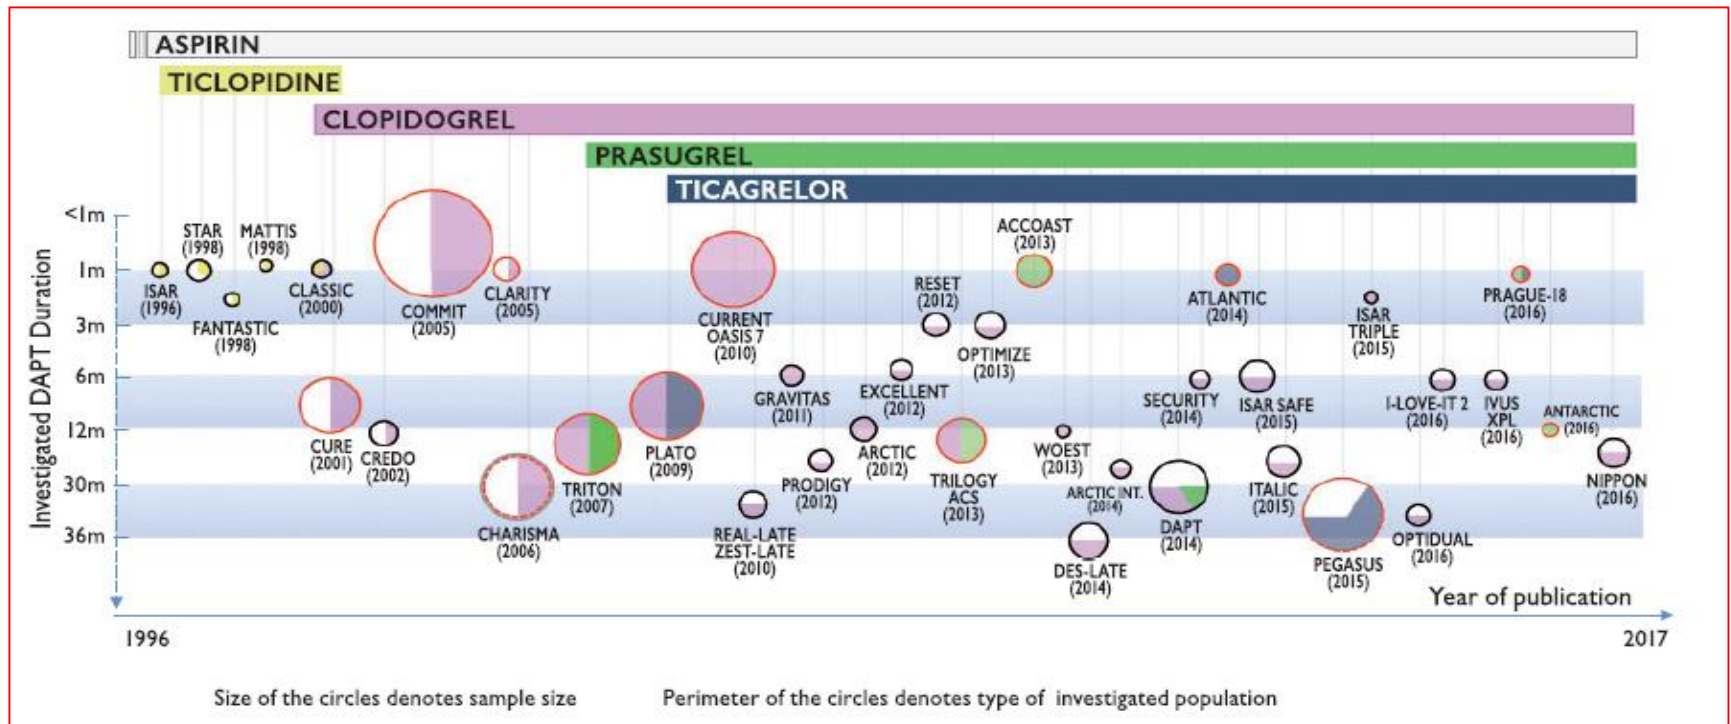 ASPIRIN
TICLOPIDINE
CLOPIDOGREL
PRASUGREL
TICAGRELOR
Investigated DAPT Duration
<1m
1m
3m
6m
12m
30m
36m
ISAR
(1996)
STAR
(1998)
FANTASTIC
(1998)
MATTIS
(1998)
CLASSIC
(2000)
COMMIT
(2005)
CLARITY
(2005)
CURE
(2001)
CREDO
(2002)
CHARISMA
(2006)
TRITON
(2007)
PLATO
(2009)
CURRENT
OASIS 7
(2010)
REAL-LATE
ZEST-LATE
(2010)
GRAVITAS
(2011)
PRODIGY
(2012)
ARCTIC
(2012)
EXCELLENT
(2012)
RESET
(2012)
OPTIMIZE
(2013)
TRILOGY
ACS
(2013)
ACCOAST
(2013)
WOEST
(2013)
DES-LATE
(2014)
ARCTIC INT.
(2014)
DAPT
(2014)
SECURITY
(2014)
ATLANTIC
(2014)
ISAR SAFE
(2015)
ITALIC
(2015)
PEGASUS
(2015)
ISAR
TRIPLE
(2015)
OPTIDUAL
(2016)
I-LOVE-IT 2
(2016)
IVUS
XPL
(2016)
PRAGUE-18
(2016)
ANTARCTIC
(2016)
NIPPON
(2016)
Year of publication
1996
2017
Size of the circles denotes sample size
Perimeter of the circles denotes type of investigated population